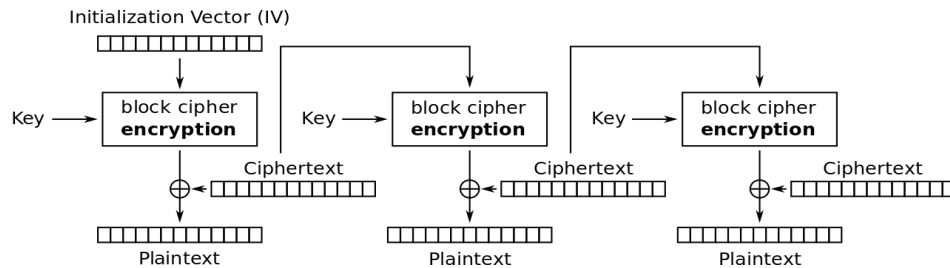 Initialization Vector (IV)
Key
block cipher
encryption
Ciphertext
Plaintext
Key
block cipher
encryption
Ciphertext
Plaintext
Key
block cipher
encryption
Ciphertext
Plaintext